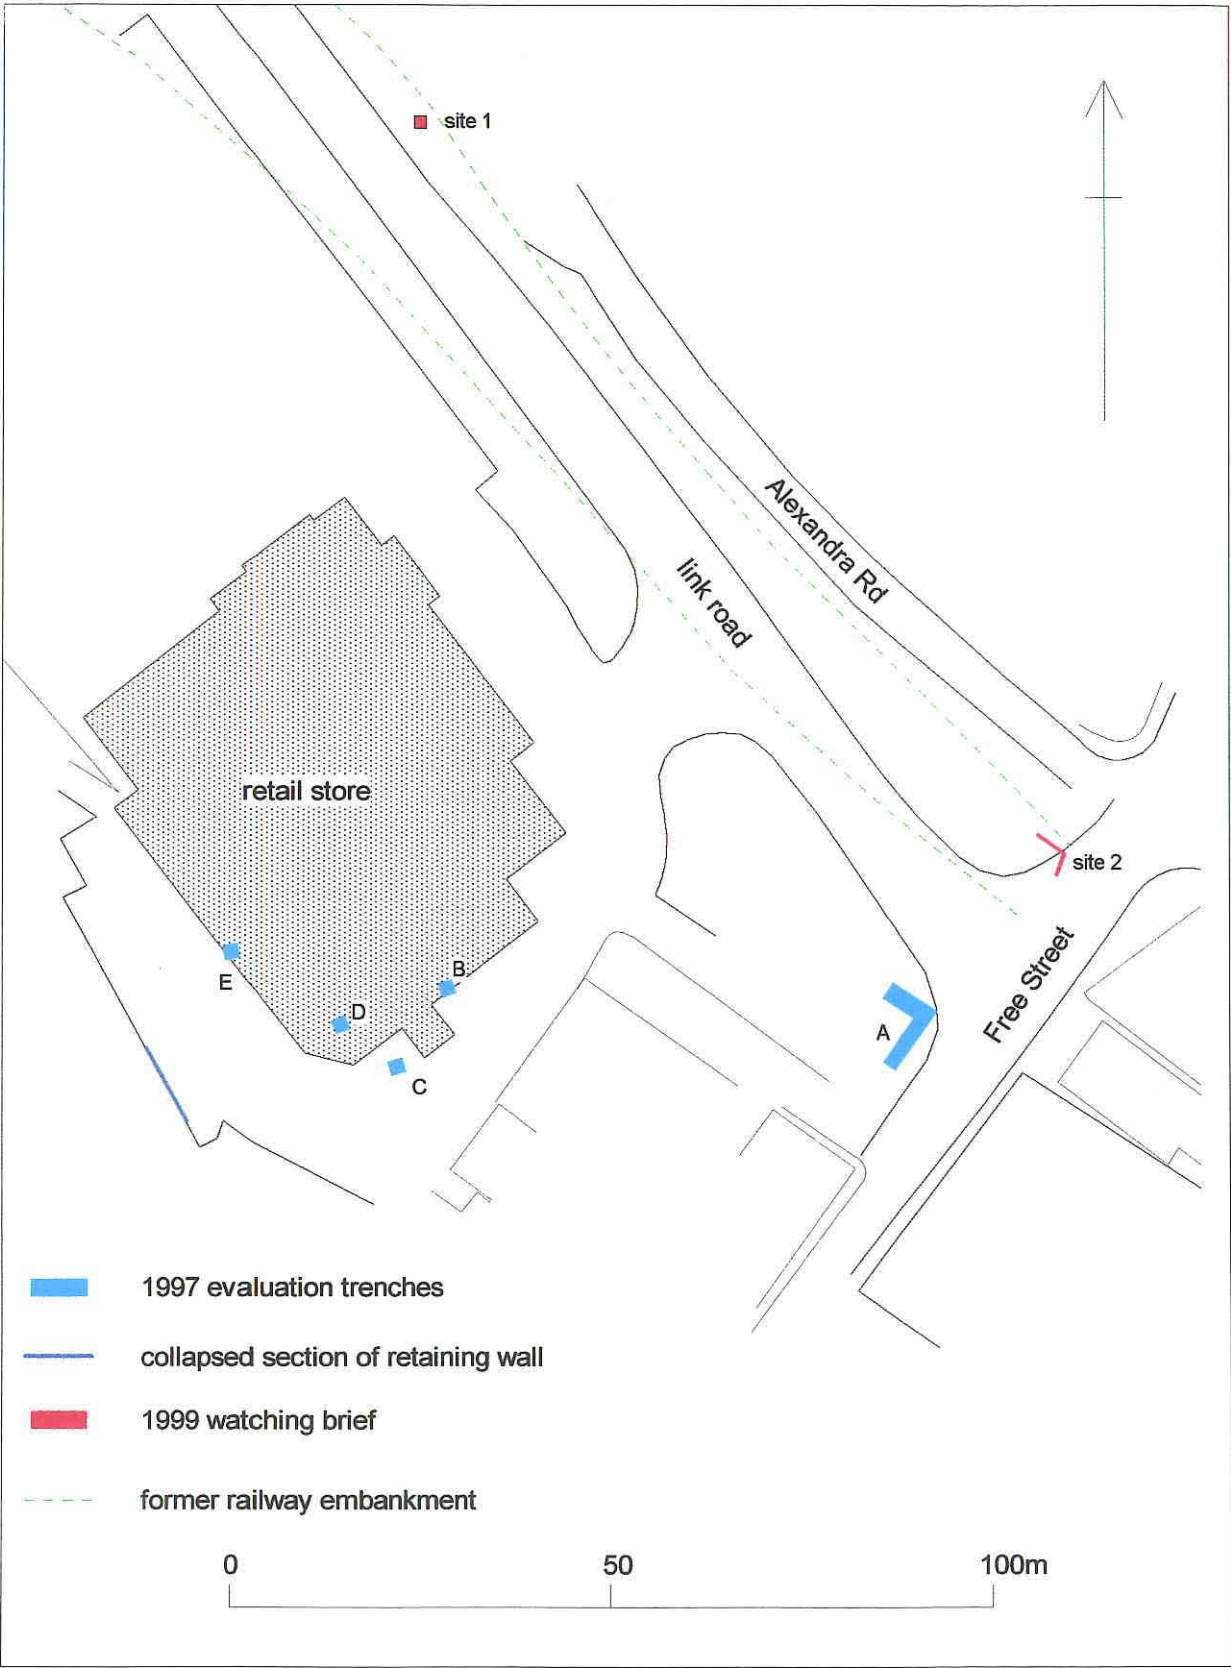 site 1
Alexandra Rd
link road
retail store
site 2
Free Street
E
B
D
A
C
1997 evaluation trenches
collapsed section of retaining wall
1999 watching brief
former railway embankment
0 50 100m